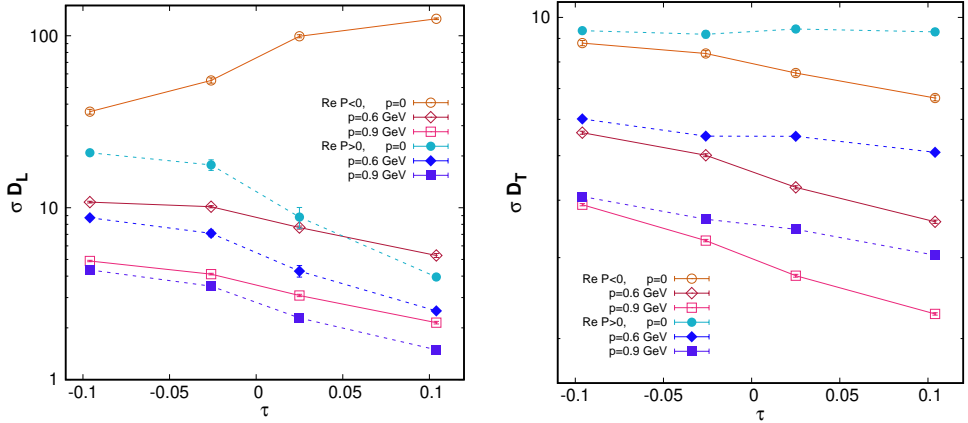 100
10
1
σ D_L
Re P<0, p=0
p=0.6 GeV
p=0.9 GeV
Re P>0, p=0
p=0.6 GeV
p=0.9 GeV
-0.1 -0.05 0 0.05 0.1
τ
10
σ D_T
Re P<0, p=0
p=0.6 GeV
p=0.9 GeV
Re P>0, p=0
p=0.6 GeV
p=0.9 GeV
-0.1 -0.05 0 0.05 0.1
τ